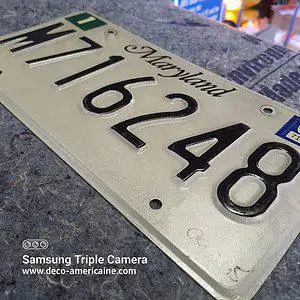 Maryland
M716248
Samsung Triple Camera
www.deco-americaine.com